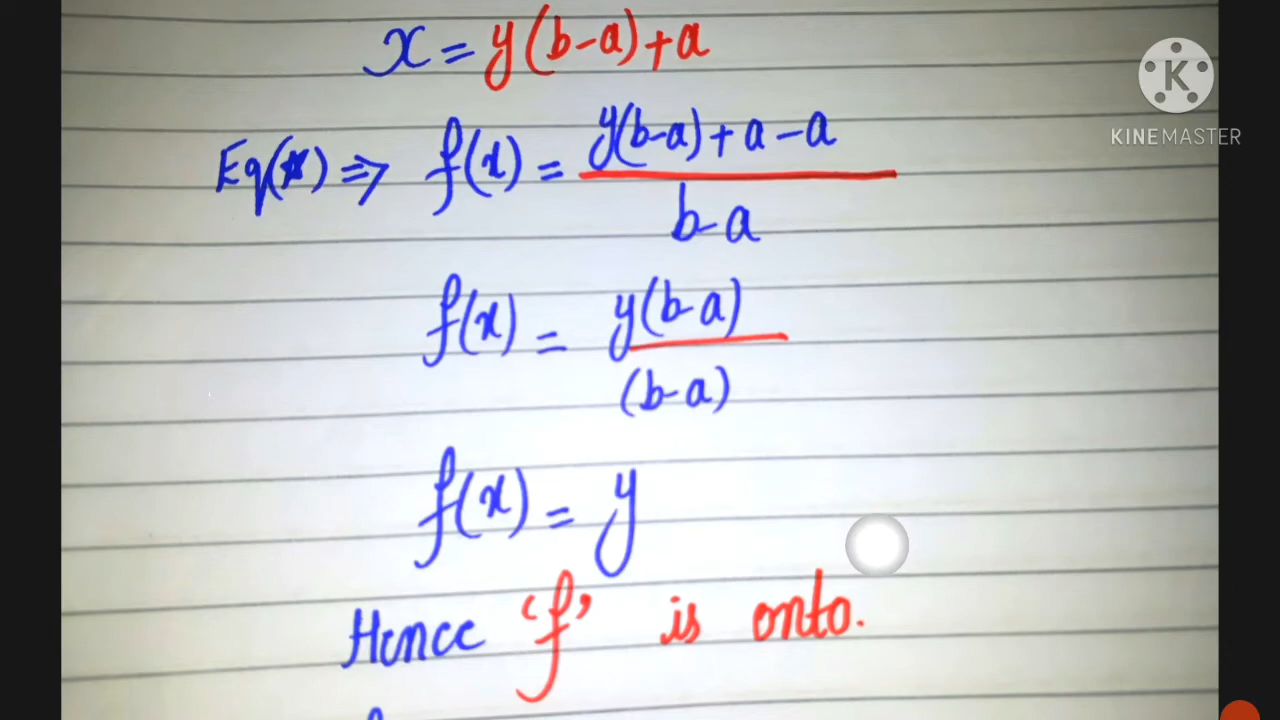 x = y(b-a)+a
Eq(*) ⇒ f(x) = y(b-a)+a-a / b-a
f(x) = y(b-a) / (b-a)
f(x) = y
Hence 'f' is onto.
K
KINEMASTER